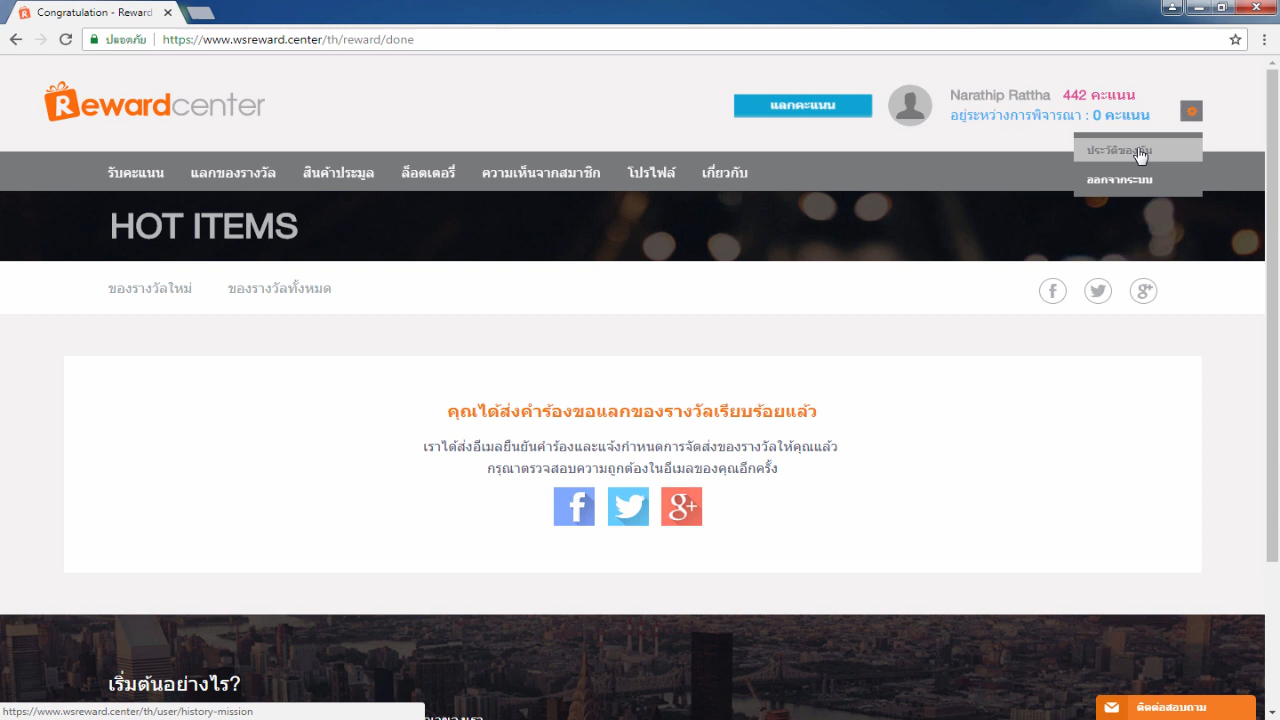 Congratulation - Reward
ปลอดภัย https://www.wsreward.center/th/reward/done
Rewardcenter
แลกคะแนน
Narathip Rattha 442 คะแนน
อยู่ระหว่างการพิจารณา : 0 คะแนน
ประวัติของฉัน
ออกจากระบบ
รับคะแนน แลกของรางวัล สินค้าประมูล ล็อตเตอรี่ ความเห็นจากสมาชิก โปรไฟล์ เกี่ยวกับ
HOT ITEMS
ของรางวัลใหม่ ของรางวัลทั้งหมด
คุณได้ส่งคำร้องขอแลกของรางวัลเรียบร้อยแล้ว
เราได้ส่งอีเมลยืนยันคำร้องและแจ้งกำหนดการจัดส่งของรางวัลให้คุณแล้ว
กรุณาตรวจสอบความถูกต้องในอีเมลของคุณอีกครั้ง
เริ่มต้นอย่างไร?
https://www.wsreward.center/th/user/history-mission
ติดต่อสอบถาม